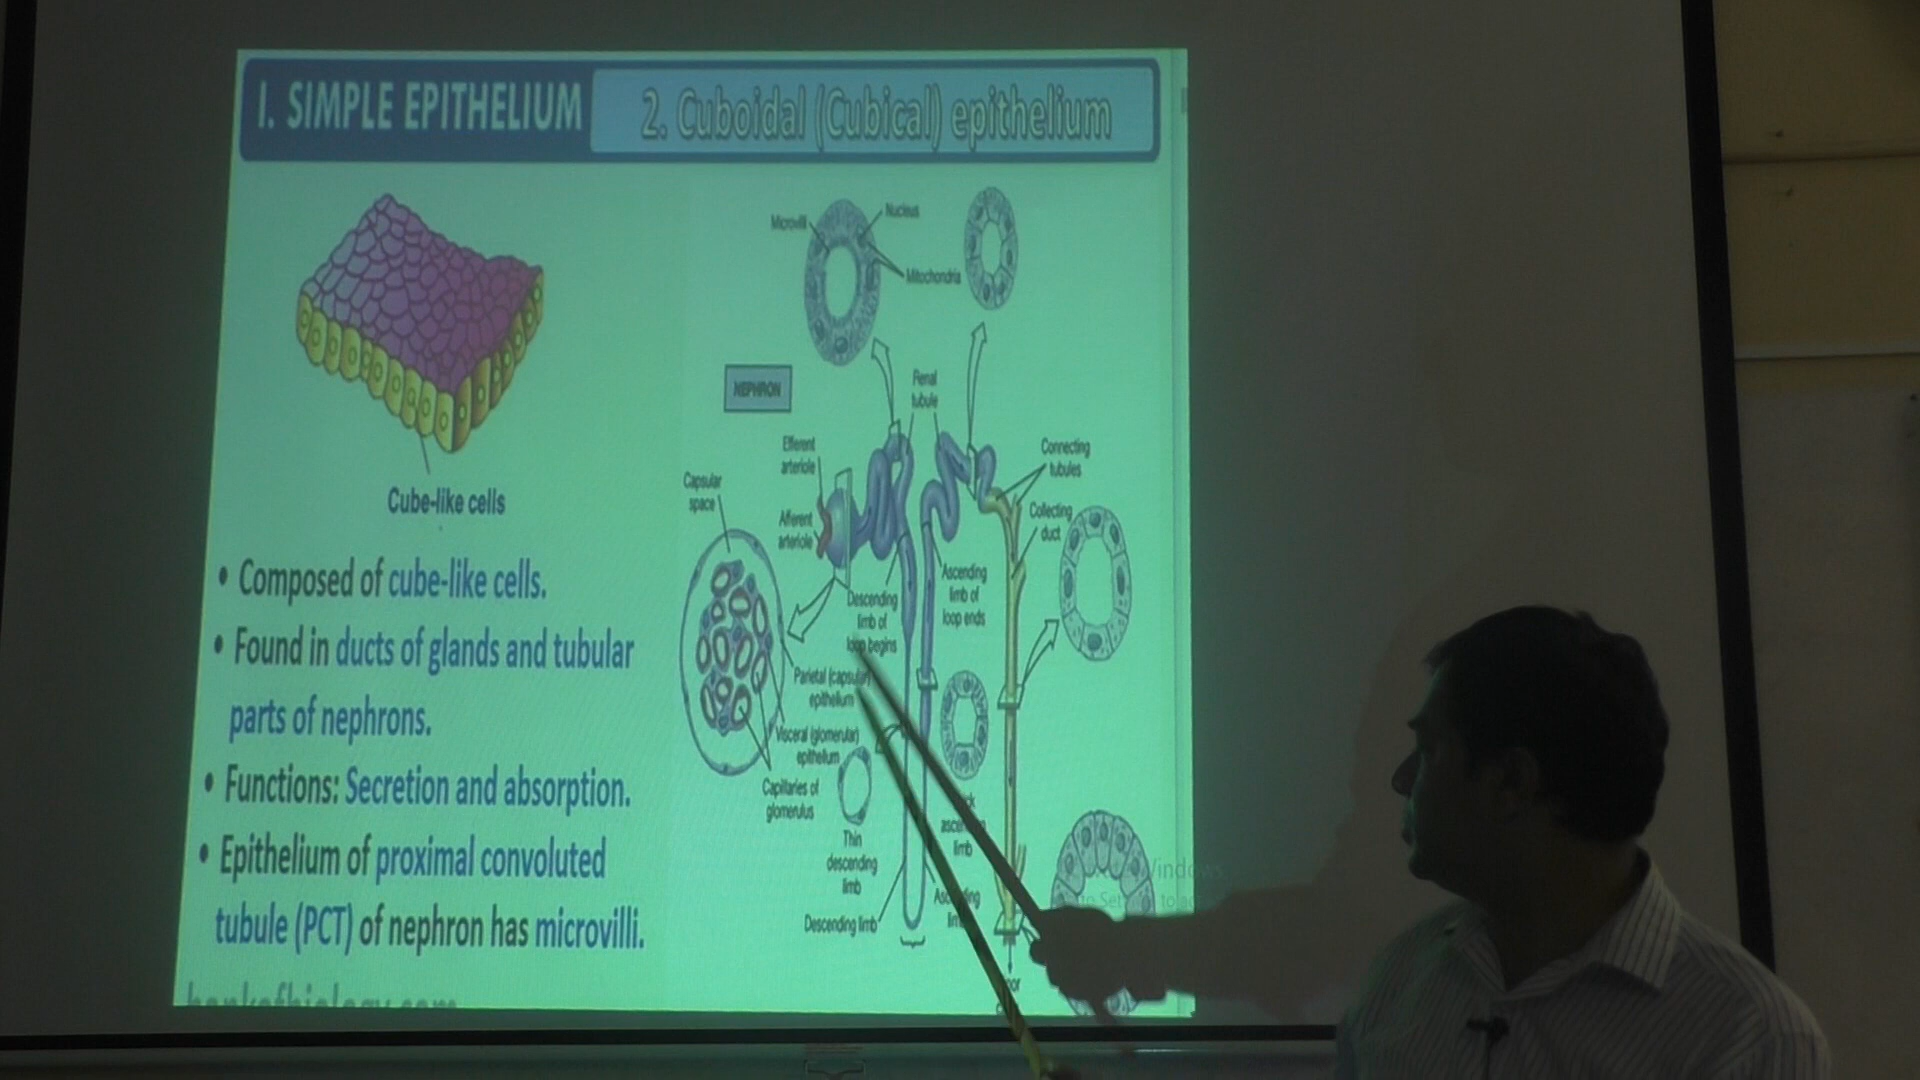 I. SIMPLE EPITHELIUM
2. Cuboidal (Cubical) epithelium
Cube-like cells
• Composed of cube-like cells.
• Found in ducts of glands and tubular
parts of nephrons.
• Functions: Secretion and absorption.
• Epithelium of proximal convoluted
tubule (PCT) of nephron has microvilli.
bankofbiology.com
Microvilli
Nucleus
Mitochondria
NEPHRON
Renal
tubule
Efferent
arteriole
Afferent
arteriole
Capsular
space
Connecting
tubules
Collecting
duct
Descending
limb of
loop begins
Ascending
limb of
loop ends
Parietal (capsular)
epithelium
Visceral (glomerular)
epithelium
Capillaries of
glomerulus
Thin
descending
limb
limb
Descending limb